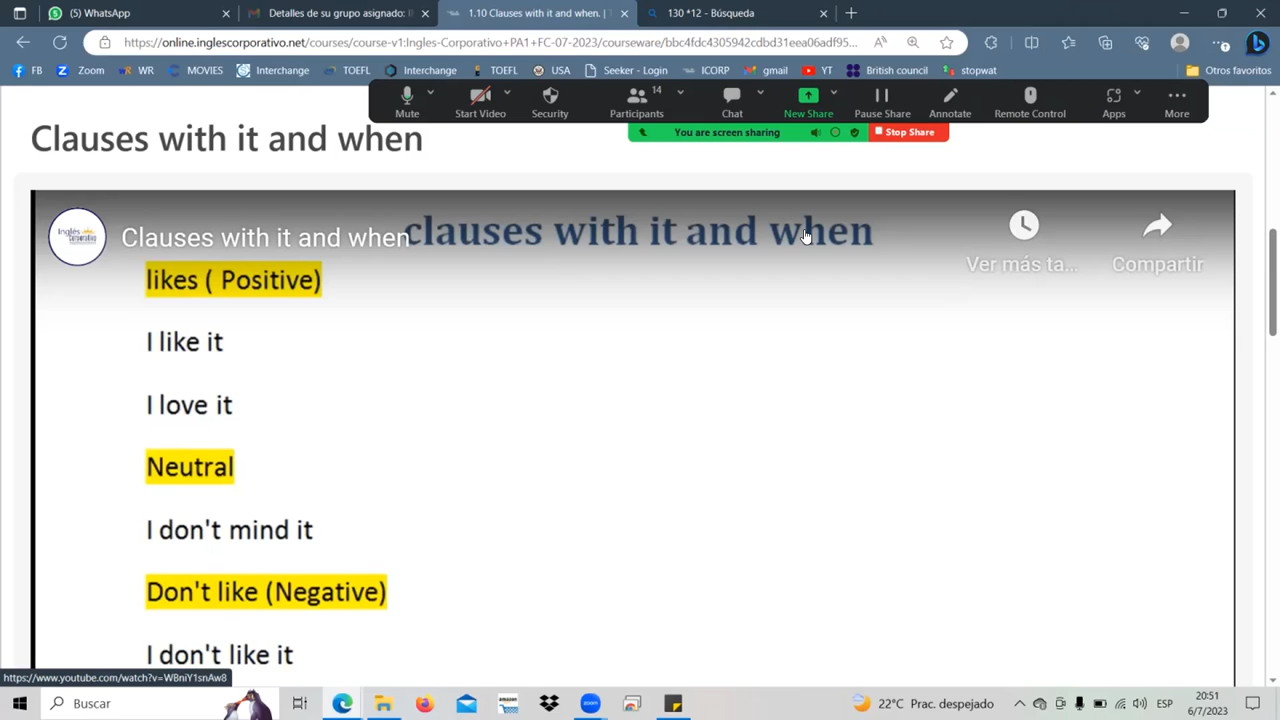 (5) WhatsApp
Detalles de su grupo asignado: I
1.10 Clauses with it and when. | T
130 *12 - Búsqueda
https://online.inglescorporativo.net/courses/course-v1:Ingles-Corporativo+PA1+FC-07-2023/courseware/bbc4fdc4305942cdbd31eea06adf95...
FB
Zoom
WR
MOVIES
Interchange
TOEFL
Interchange
TOEFL
USA
Seeker - Login
ICORP
gmail
YT
British council
stopwat
Otros favoritos
14
Mute
Start Video
Security
Participants
Chat
New Share
Pause Share
Annotate
Remote Control
Apps
More
You are screen sharing
Stop Share
Clauses with it and when
Inglés
Corporativo
Clauses with it and when
clauses with it and when
Ver más ta...
Compartir
likes ( Positive)
I like it
I love it
Neutral
I don't mind it
Don't like (Negative)
I don't like it
https://www.youtube.com/watch?v=WBniY1snAw8
Buscar
amazon
zoom
22°C Prac. despejado
ESP
20:51
6/7/2023